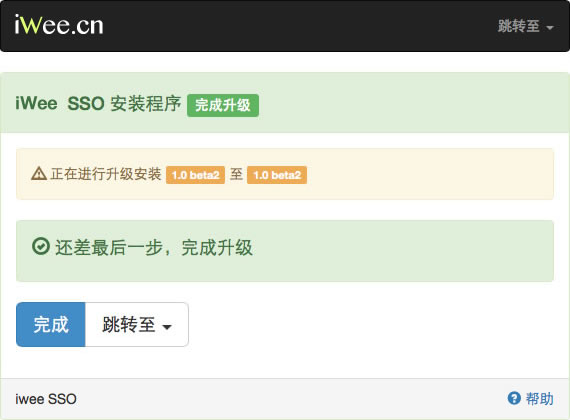 iWee.cn 跳转至
iWee SSO 安装程序 完成升级
正在进行升级安装 1.0 beta2 至 1.0 beta2
还差最后一步，完成升级
完成 跳转至
iwee SSO 帮助